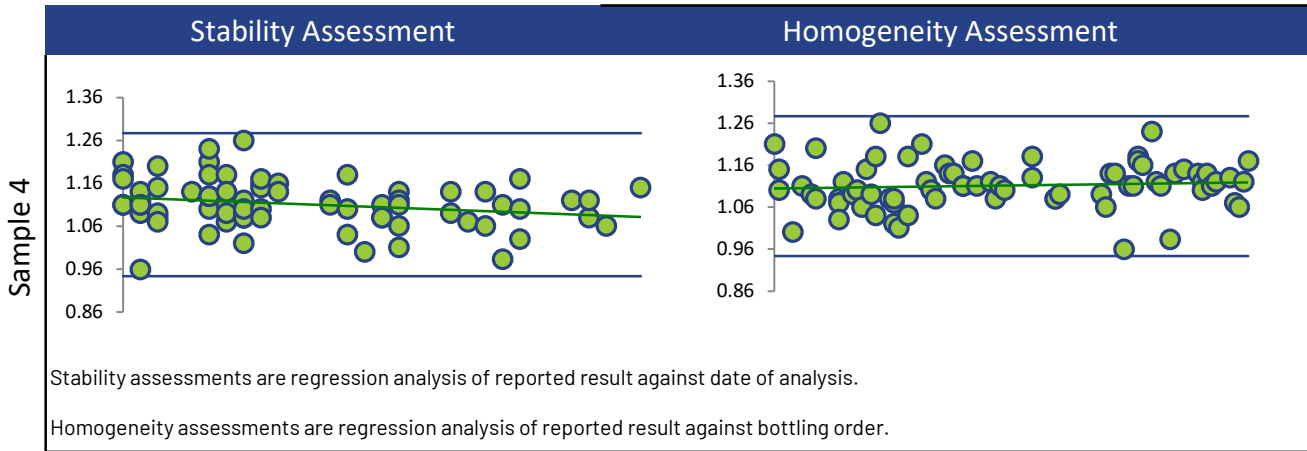 Stability Assessment
Homogeneity Assessment
Sample 4
1.36
1.26
1.16
1.06
0.96
0.86
1.36
1.26
1.16
1.06
0.96
0.86
Stability assessments are regression analysis of reported result against date of analysis.
Homogeneity assessments are regression analysis of reported result against bottling order.